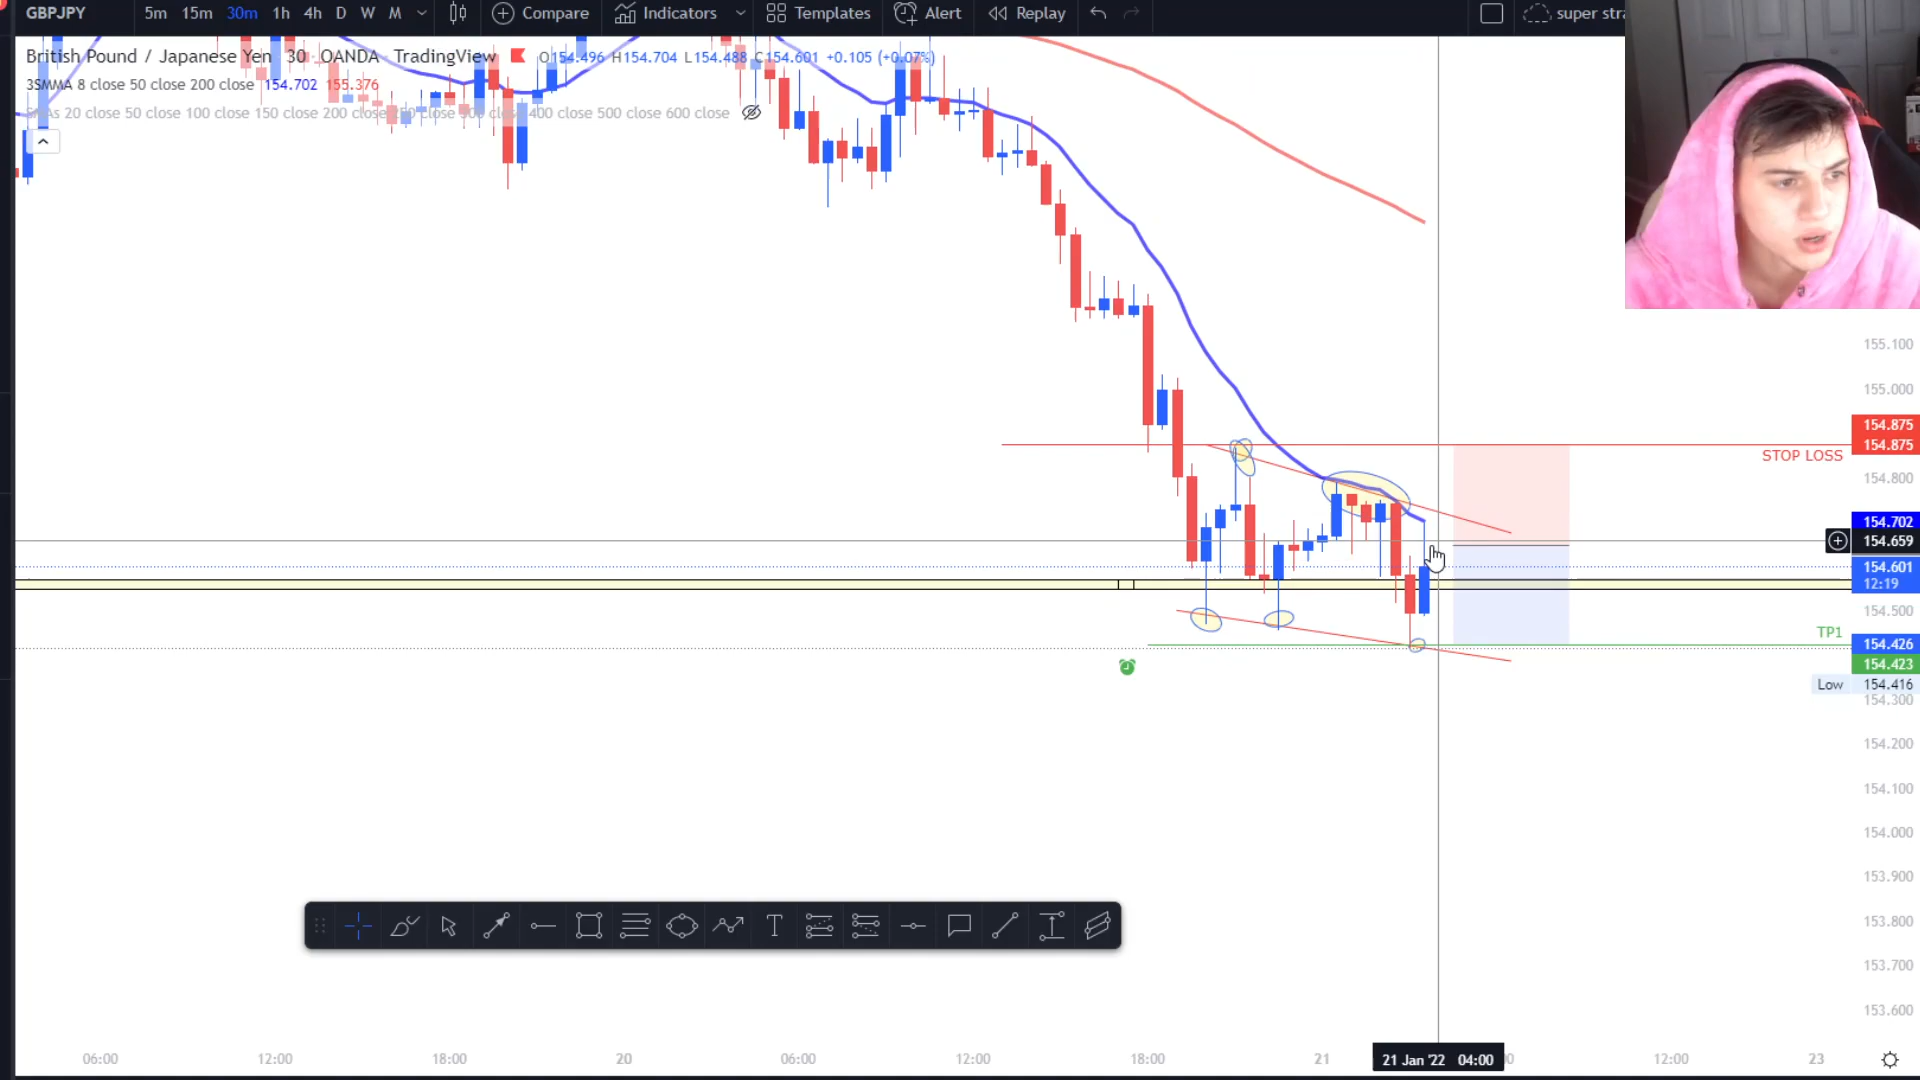 GBPJPY 5m 15m 30m 1h 4h D W M Compare Indicators Templates Alert Replay super stra
British Pound / Japanese Yen 30 OANDA TradingView O154.496 H154.704 L154.488 C154.601 +0.105 (+0.07%)
3SMMA 8 close 50 close 200 close 154.702 155.376
20 close 50 close 100 close 150 close 200 close close 400 close 500 close 600 close
155.100
155.000
154.875
154.875
STOP LOSS
154.800
154.702
154.659
154.601
12:19
154.500
TP1
154.426
154.423
Low 154.416
154.300
154.200
154.100
154.000
153.900
153.800
153.700
153.600
06:00 12:00 18:00 20 06:00 12:00 18:00 21 21 Jan '22 04:00 12:00 23